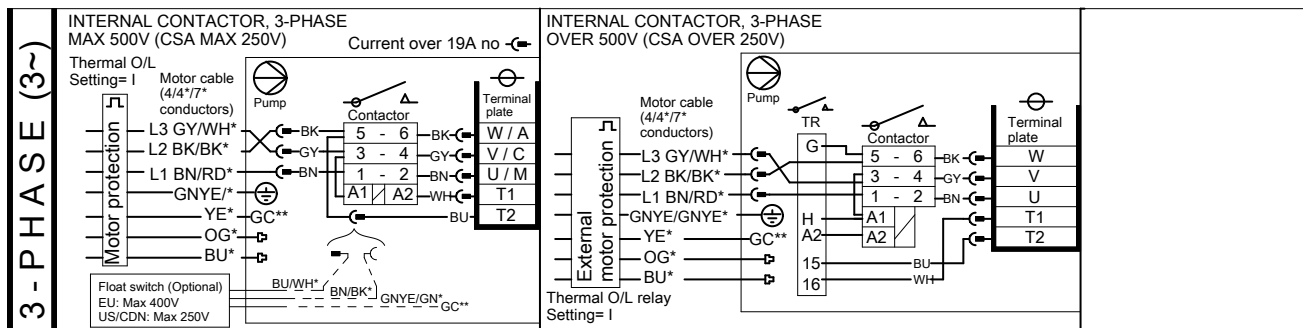 3-PHASE (3~)
INTERNAL CONTACTOR, 3-PHASE
MAX 500V (CSA MAX 250V)
Current over 19A no
Thermal O/L
Setting= I
Motor cable
(4/4*/7*
conductors)
Pump
Contactor
Terminal
plate
Motor protection
L3 GY/WH*
BK
5 - 6
BK
W / A
L2 BK/BK*
GY
3 - 4
GY
V / C
L1 BN/RD*
BN
1 - 2
BN
U / M
GNYE/*
A1
A2
WH
T1
YE*
GC**
BU
T2
OG*
BU*
Float switch (Optional)
EU: Max 400V
US/CDN: Max 250V
BU/WH*
BN/BK*
GNYE/GN*
GC**
INTERNAL CONTACTOR, 3-PHASE
OVER 500V (CSA OVER 250V)
Motor cable
(4/4*/7*
conductors)
Pump
TR
Contactor
Terminal
plate
External
motor protection
G
L3 GY/WH*
5 - 6
BK
W
L2 BK/BK*
3 - 4
GY
V
L1 BN/RD*
1 - 2
BN
U
GNYE/GNYE*
H
A1
T1
YE*
GC**
A2
A2
T2
OG*
15
BU
BU*
16
WH
Thermal O/L relay
Setting= I